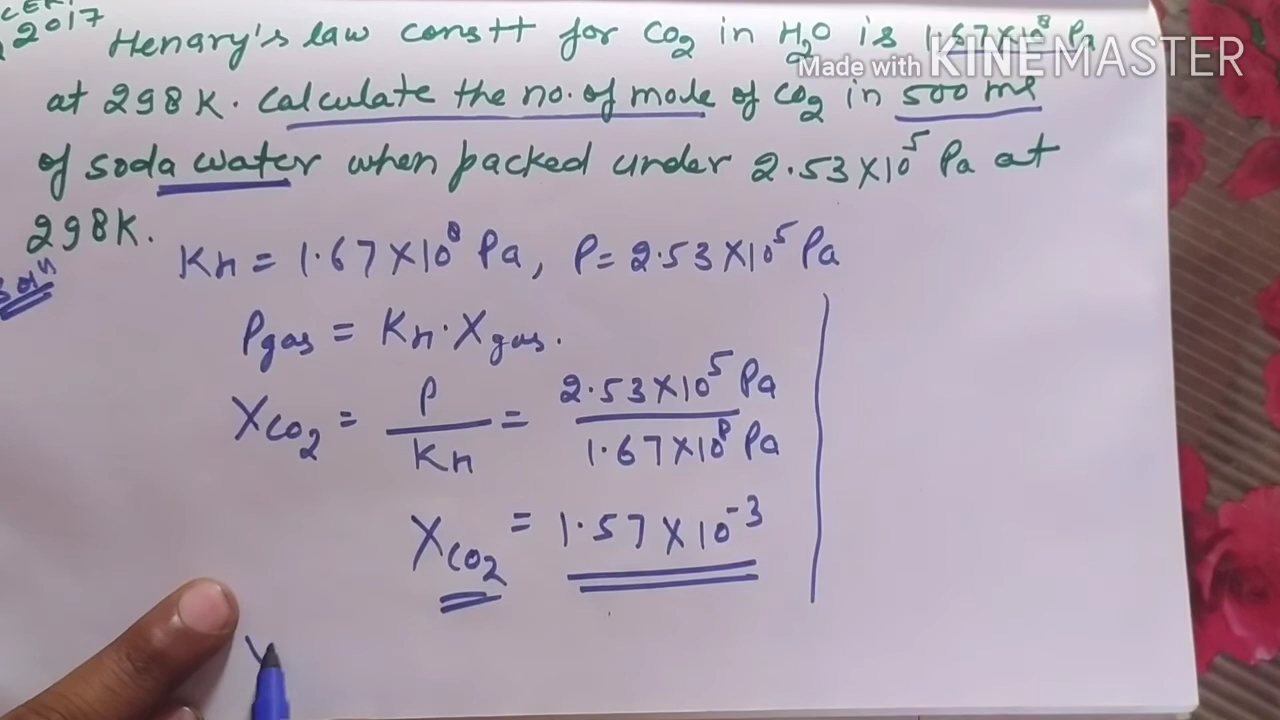 2017 Henary's law constt for CO2 in H2O is 1.67×10^8 Pa
Made with KINEMASTER
at 298K. Calculate the no. of mole of CO2 in 500 ml
of soda water when packed under 2.53×10^5 Pa at
298K.
Soln
KH = 1.67×10^8 Pa, P= 2.53×10^5 Pa
Pgas = KH·Xgas.
XCO2 = P/KH = 2.53×10^5 Pa/1.67×10^8 Pa
XCO2 = 1.57×10^-3